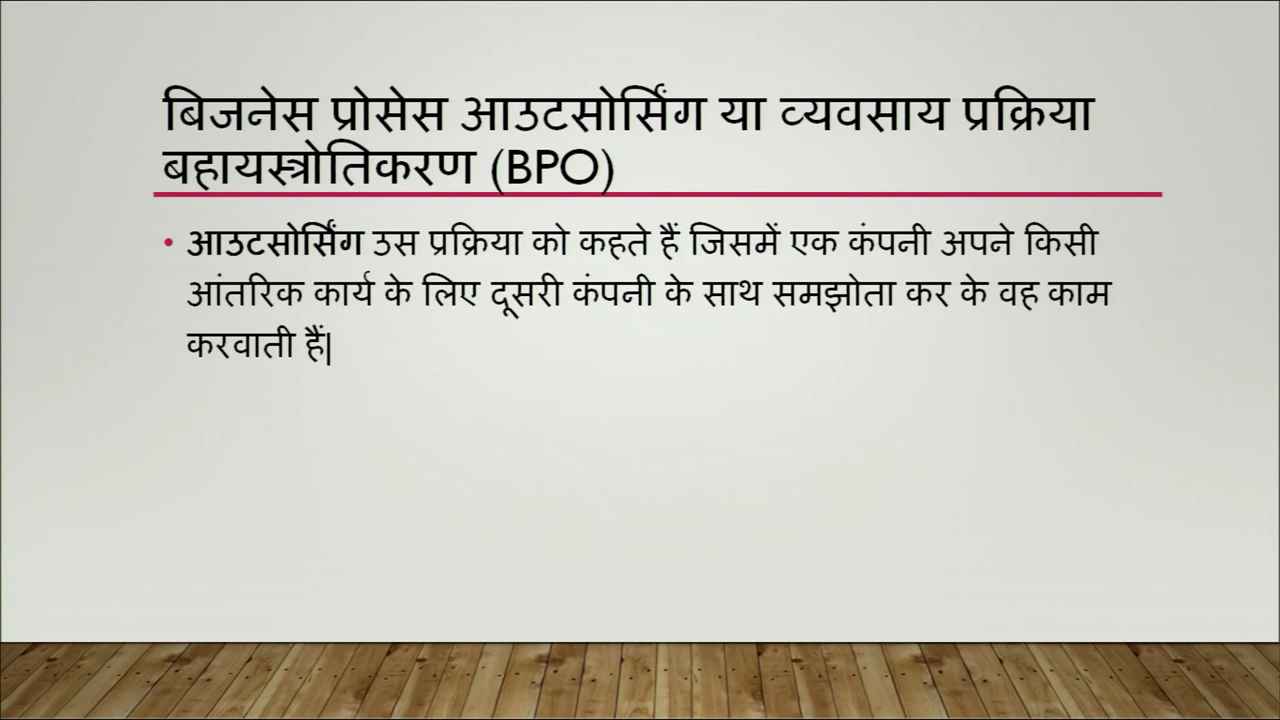 बिजनेस प्रोसेस आउटसोर्सिंग या व्यवसाय प्रक्रिया
बहायस्त्रोतिकरण (BPO)
• आउटसोर्सिंग उस प्रक्रिया को कहते हैं जिसमें एक कंपनी अपने किसी
आंतरिक कार्य के लिए दूसरी कंपनी के साथ समझोता कर के वह काम
करवाती हैं|